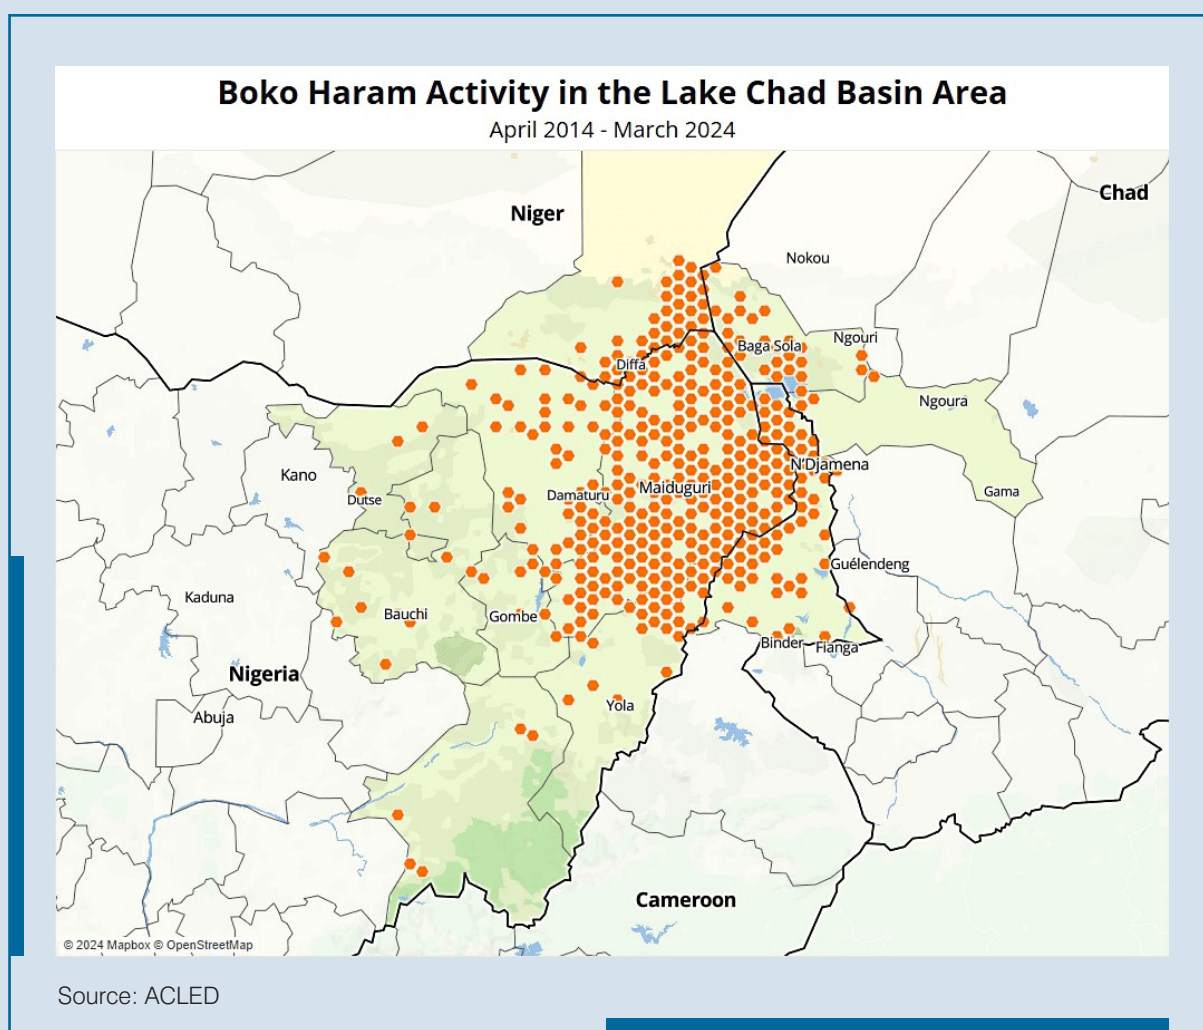 Boko Haram Activity in the Lake Chad Basin Area
April 2014 - March 2024
Chad
Niger
Nokou
Ngouri
Baga Sola
Diffa
Ngoura
N'Djamena
Kano
Maiduguri
Gama
Dutse
Damaturu
Guélendeng
Kaduna
Bauchi
Gombe
Binder
Fianga
Nigeria
Yola
Abuja
Cameroon
© 2024 Mapbox © OpenStreetMap
Source: ACLED